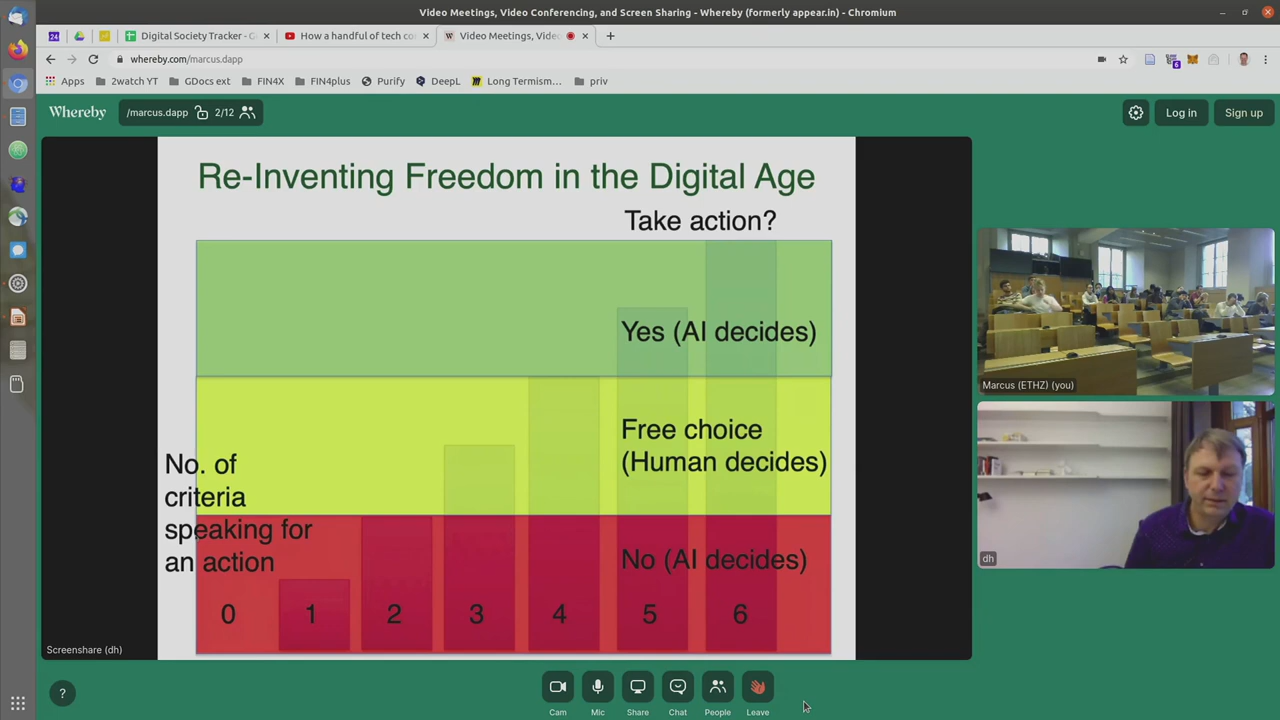 Video Meetings, Video Conferencing, and Screen Sharing - Whereby (formerly appear.in) - Chromium
24
Digital Society Tracker - G
How a handful of tech co
Video Meetings, Vide
whereby.com/marcus.dapp
6
Apps
2watch YT
GDocs ext
FIN4X
FIN4plus
Purify
DeepL
Long Termism...
priv
Whereby
/marcus.dapp
2/12
Log in
Sign up
Re-Inventing Freedom in the Digital Age
Take action?
Yes (AI decides)
Free choice
(Human decides)
No. of
criteria
speaking for
an action
No (AI decides)
0 1 2 3 4 5 6
Screenshare (dh)
Marcus (ETHZ) (you)
dh
?
Cam
Mic
Share
Chat
People
Leave